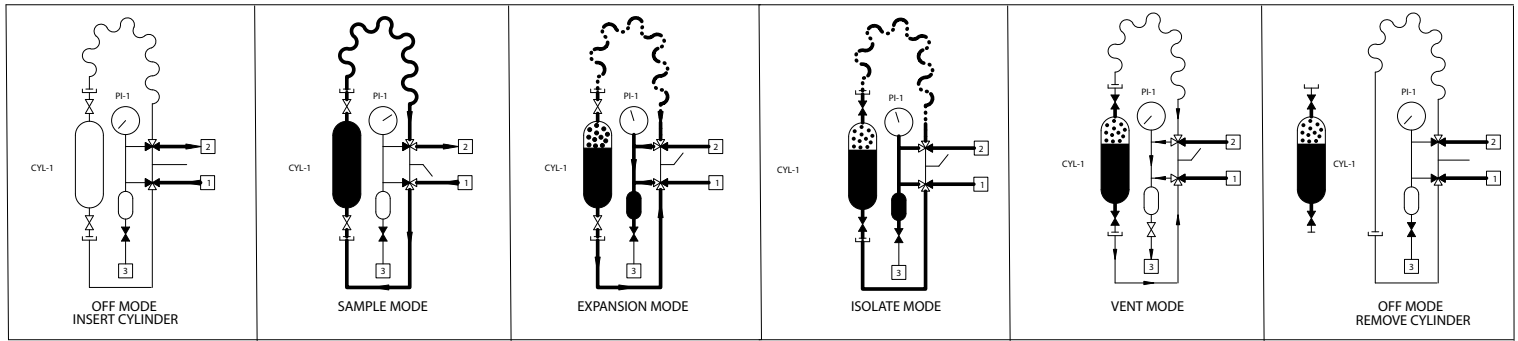 PI-1
CYL-1
2
1
3
OFF MODE
INSERT CYLINDER
PI-1
CYL-1
2
1
3
SAMPLE MODE
PI-1
CYL-1
2
1
3
EXPANSION MODE
PI-1
CYL-1
2
1
3
ISOLATE MODE
PI-1
CYL-1
2
1
3
VENT MODE
PI-1
CYL-1
2
1
3
OFF MODE
REMOVE CYLINDER